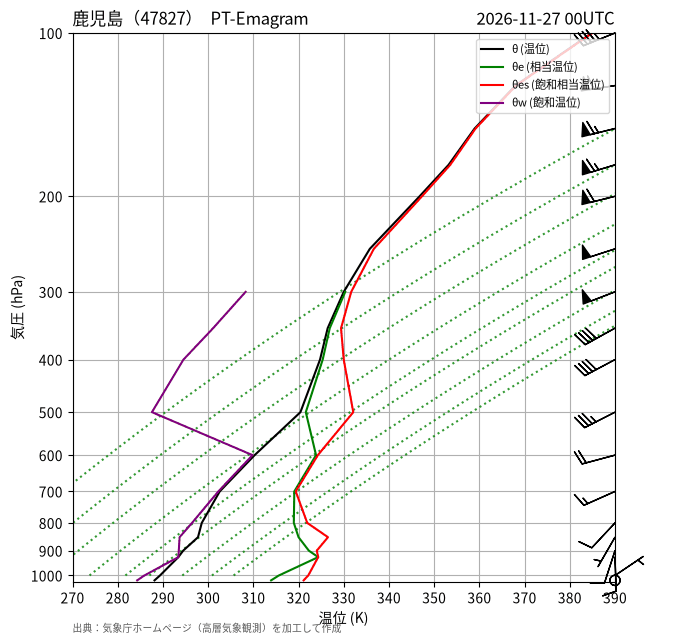 鹿児島（47827） PT-Emagram
2026-11-27 00UTC
θ (温位)
θe (相当温位)
θes (飽和相当温位)
θw (飽和温位)
100
200
300
400
500
600
700
800
900
1000
気圧 (hPa)
270 280 290 300 310 320 330 340 350 360 370 380 390
温位 (K)
出典：気象庁ホームページ（高層気象観測）を加工して作成